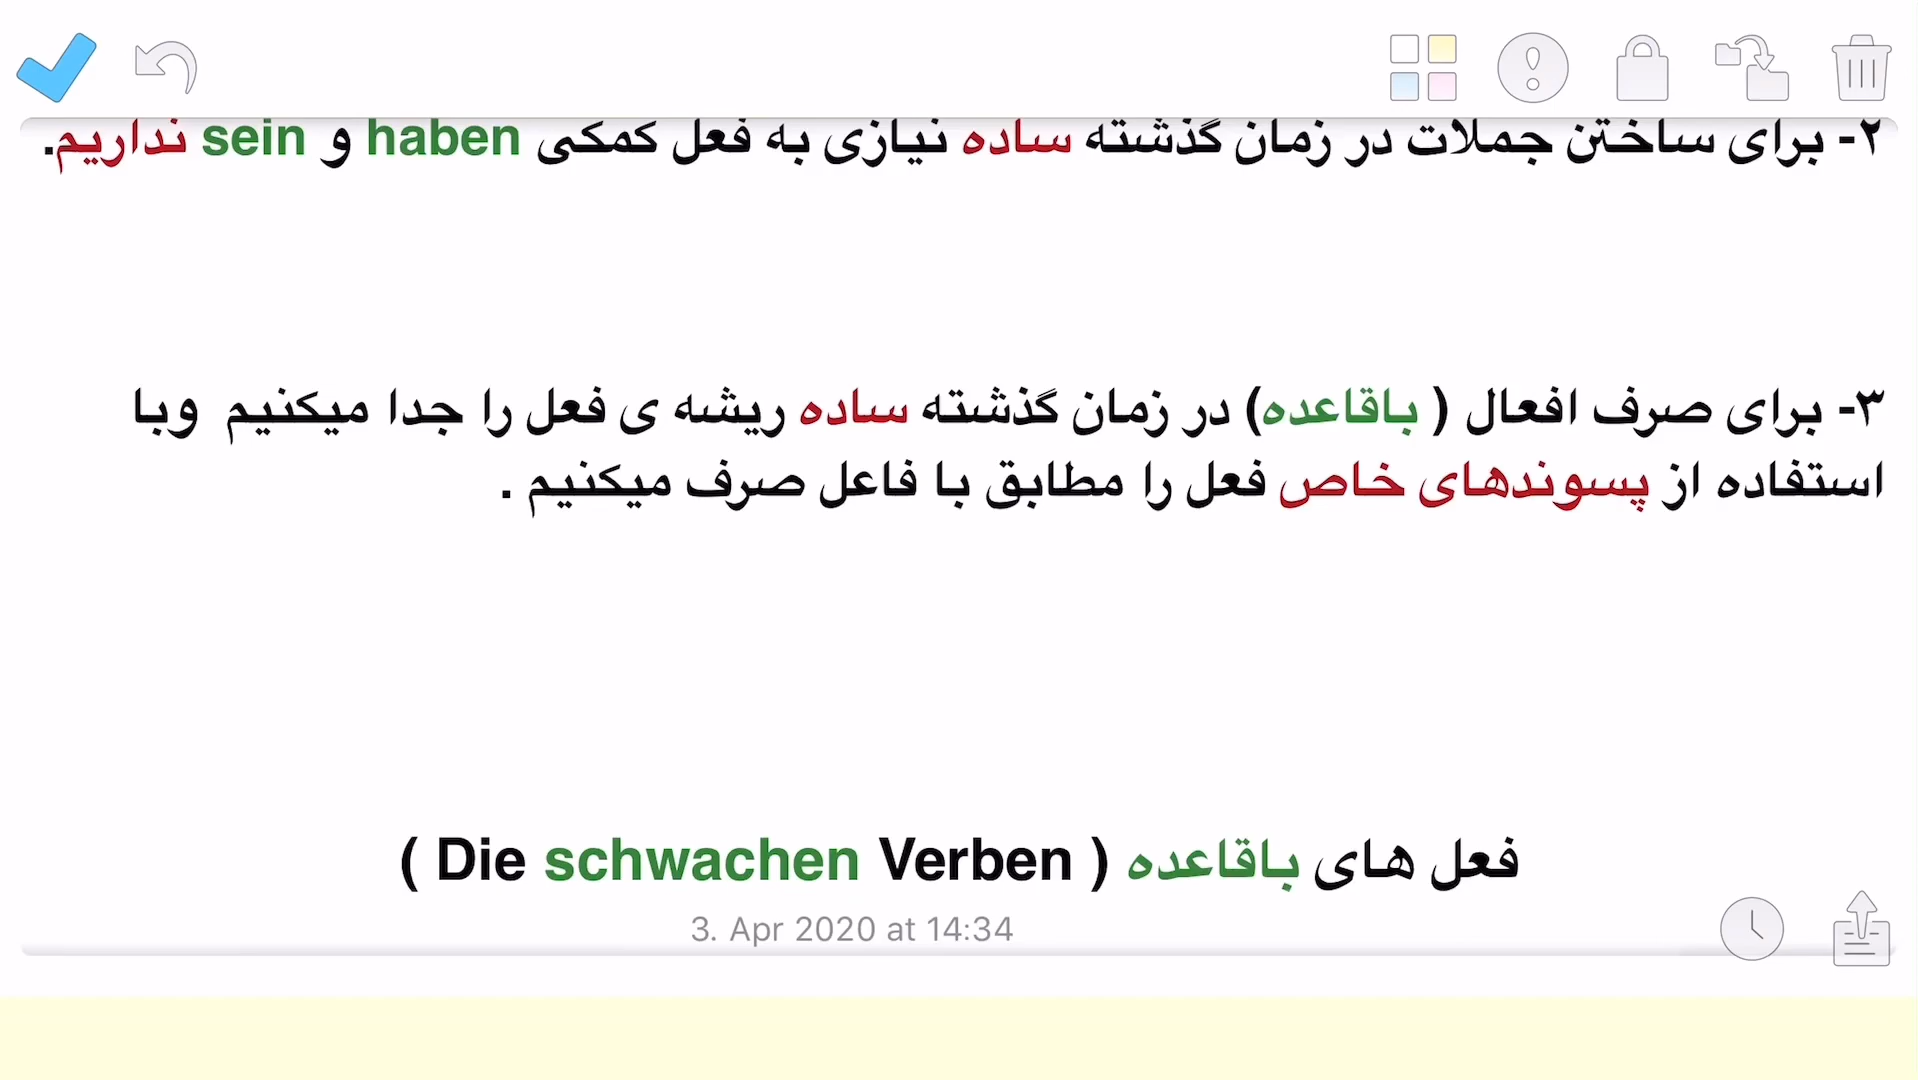 ۲- برای ساختن جملات در زمان گذشته ساده نیازی به فعل کمکی haben و sein نداریم.
۳- برای صرف افعال ( باقاعده) در زمان گذشته ساده ریشه ی فعل را جدا میکنیم وبا
استفاده از پسوندهای خاص فعل را مطابق با فاعل صرف میکنیم .
فعل های باقاعده ( Die schwachen Verben )
3. Apr 2020 at 14:34